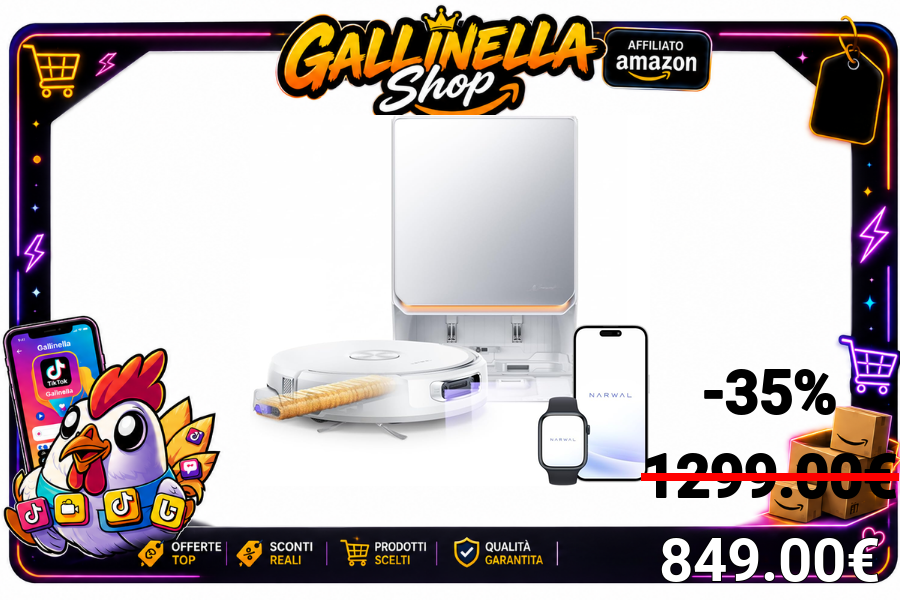 GALLINELLA
Shop
AFFILIATO
amazon
Gallinella
TikTok
Gallinella
NARWAL
NARWAL
-35%
1299.00€
849.00€
OFFERTE
TOP
SCONTI
REALI
PRODOTTI
SCELTI
QUALITÀ
GARANTITA